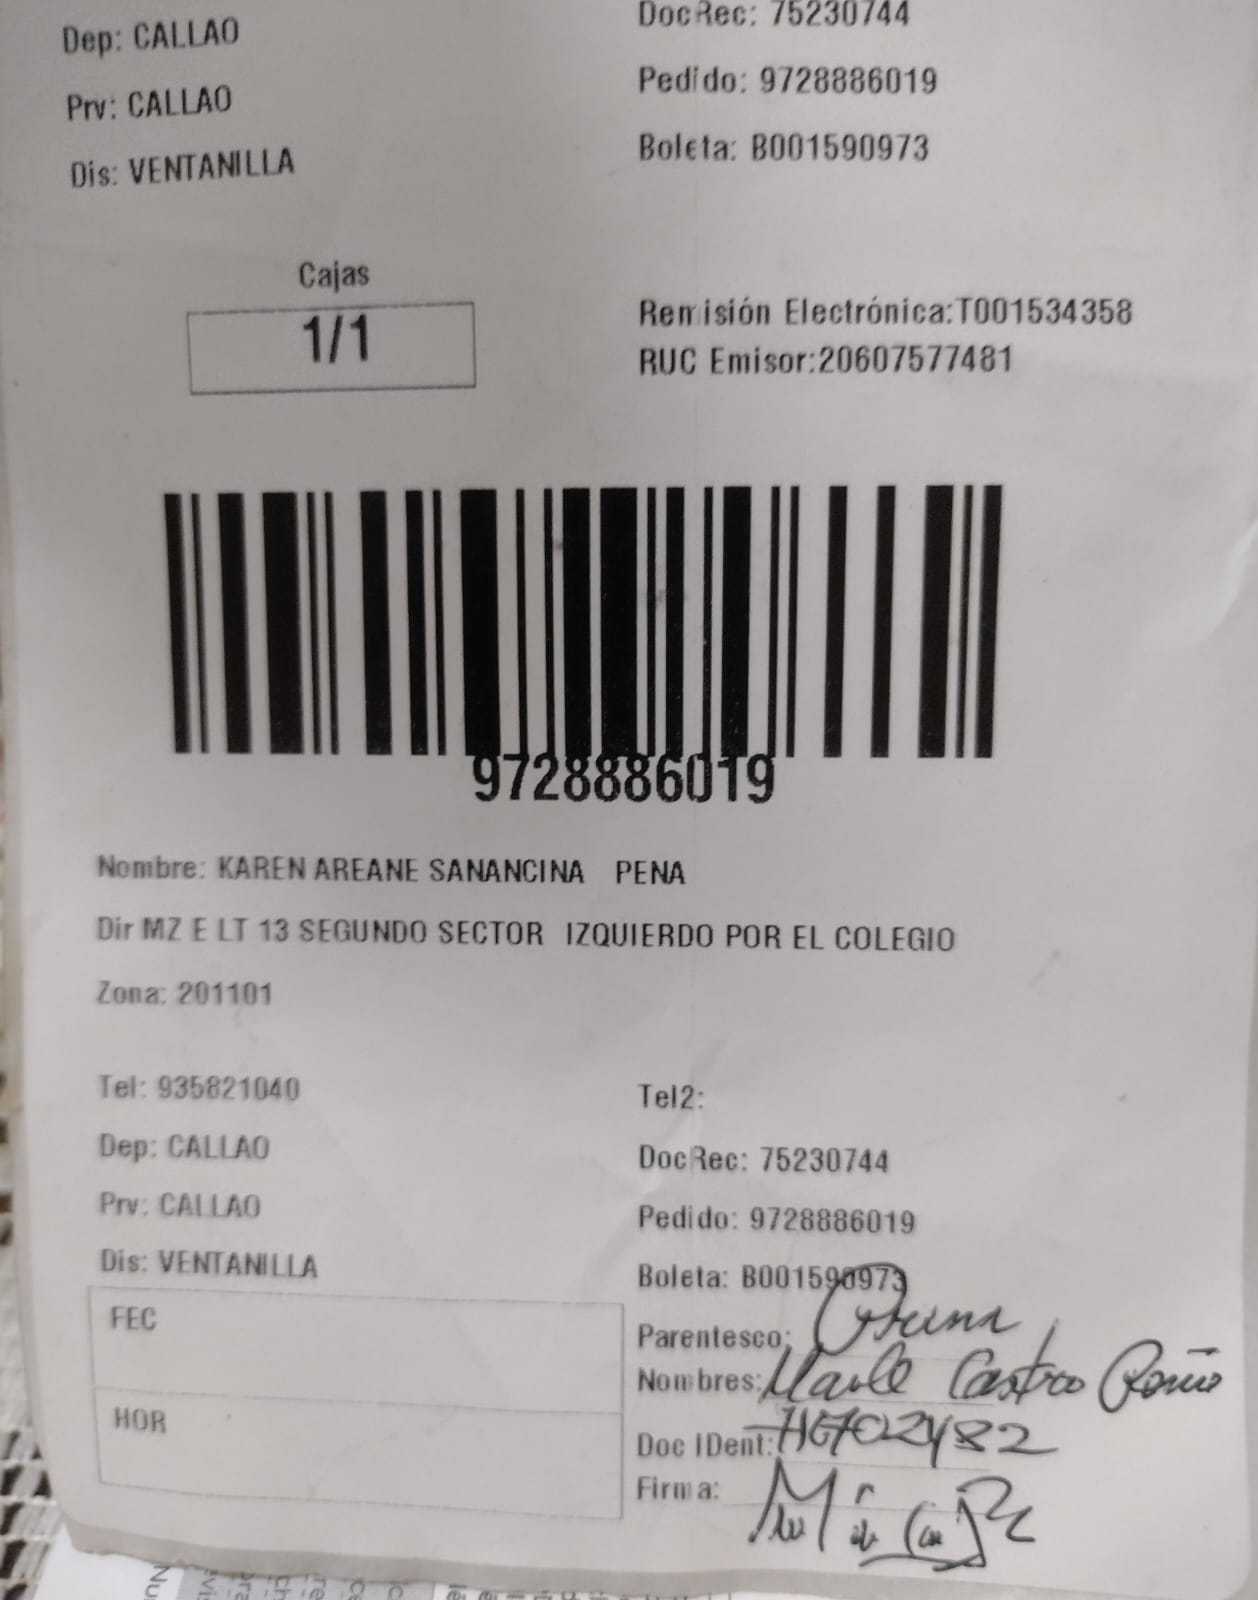 Dep: CALLAO
DocRec: 75230744
Prv: CALLAO
Pedido: 9728886019
Dis: VENTANILLA
Boleta: B001590973
Cajas
1/1
Remisión Electrónica:T001534358
RUC Emisor:20607577481
9728886019
Nombre: KAREN AREANE SANANCINA PENA
Dir MZ E LT 13 SEGUNDO SECTOR IZQUIERDO POR EL COLEGIO
Zona: 201101
Tel: 935821040
Tel2:
Dep: CALLAO
DocRec: 75230744
Prv: CALLAO
Pedido: 9728886019
Dis: VENTANILLA
Boleta: B001590973
FEC
Parentesco:
Nombres: Castro
HOR
Doc IDent:
Firma: